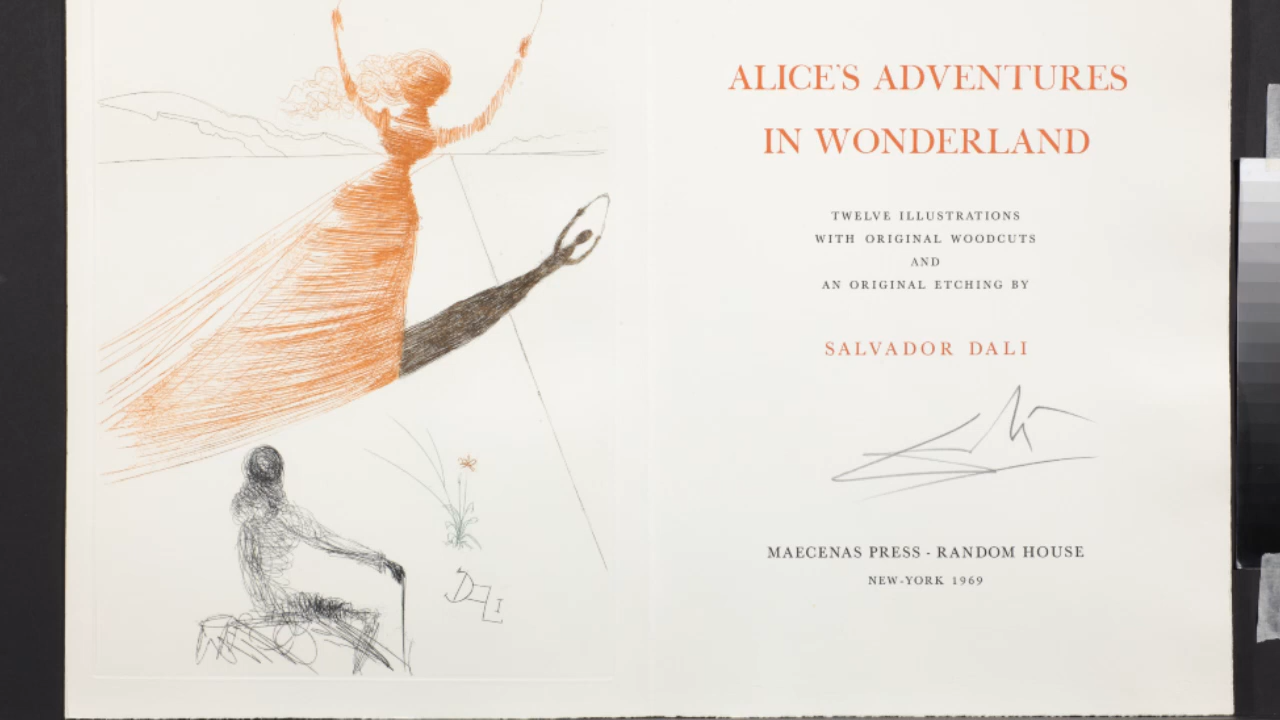 ALICE'S ADVENTURES
IN WONDERLAND
TWELVE ILLUSTRATIONS
WITH ORIGINAL WOODCUTS
AND
AN ORIGINAL ETCHING BY
SALVADOR DALI
MAECENAS PRESS - RANDOM HOUSE
NEW-YORK 1969
DALI